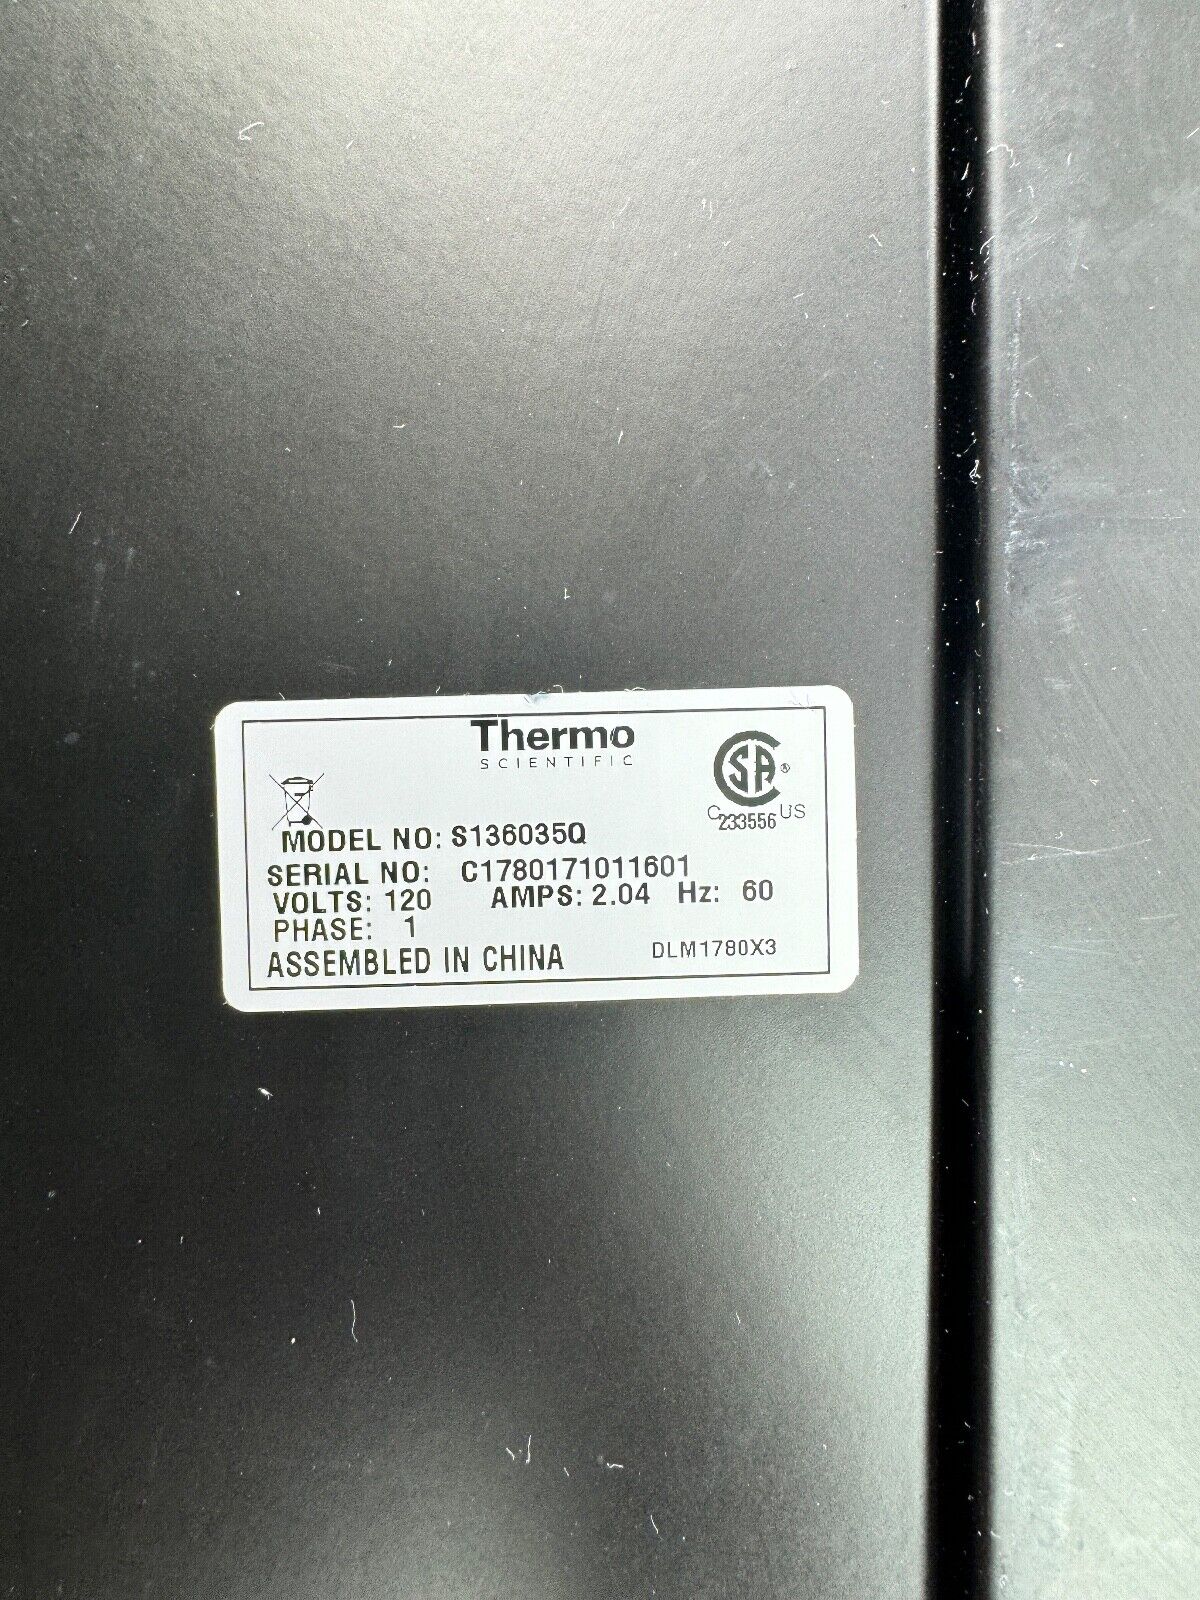 Thermo
SCIENTIFIC
CSA ®
C US
233556
MODEL NO: S136035Q
SERIAL NO: C1780171011601
VOLTS: 120 AMPS: 2.04 Hz: 60
PHASE: 1
ASSEMBLED IN CHINA DLM1780X3